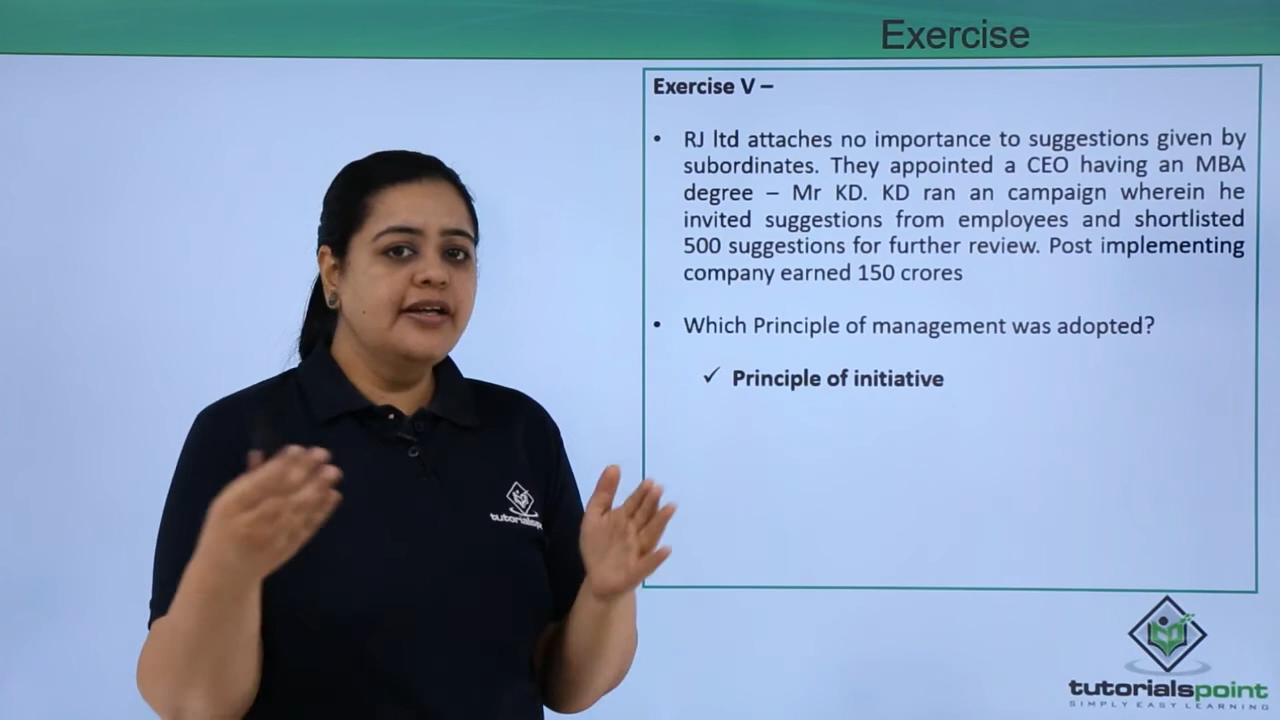 Exercise
Exercise V –
• RJ ltd attaches no importance to suggestions given by
subordinates. They appointed a CEO having an MBA
degree – Mr KD. KD ran an campaign wherein he
invited suggestions from employees and shortlisted
500 suggestions for further review. Post implementing
company earned 150 crores
• Which Principle of management was adopted?
✓ Principle of initiative
tutorialsp
tutorialspoint
SIMPLY EASY LEARNING